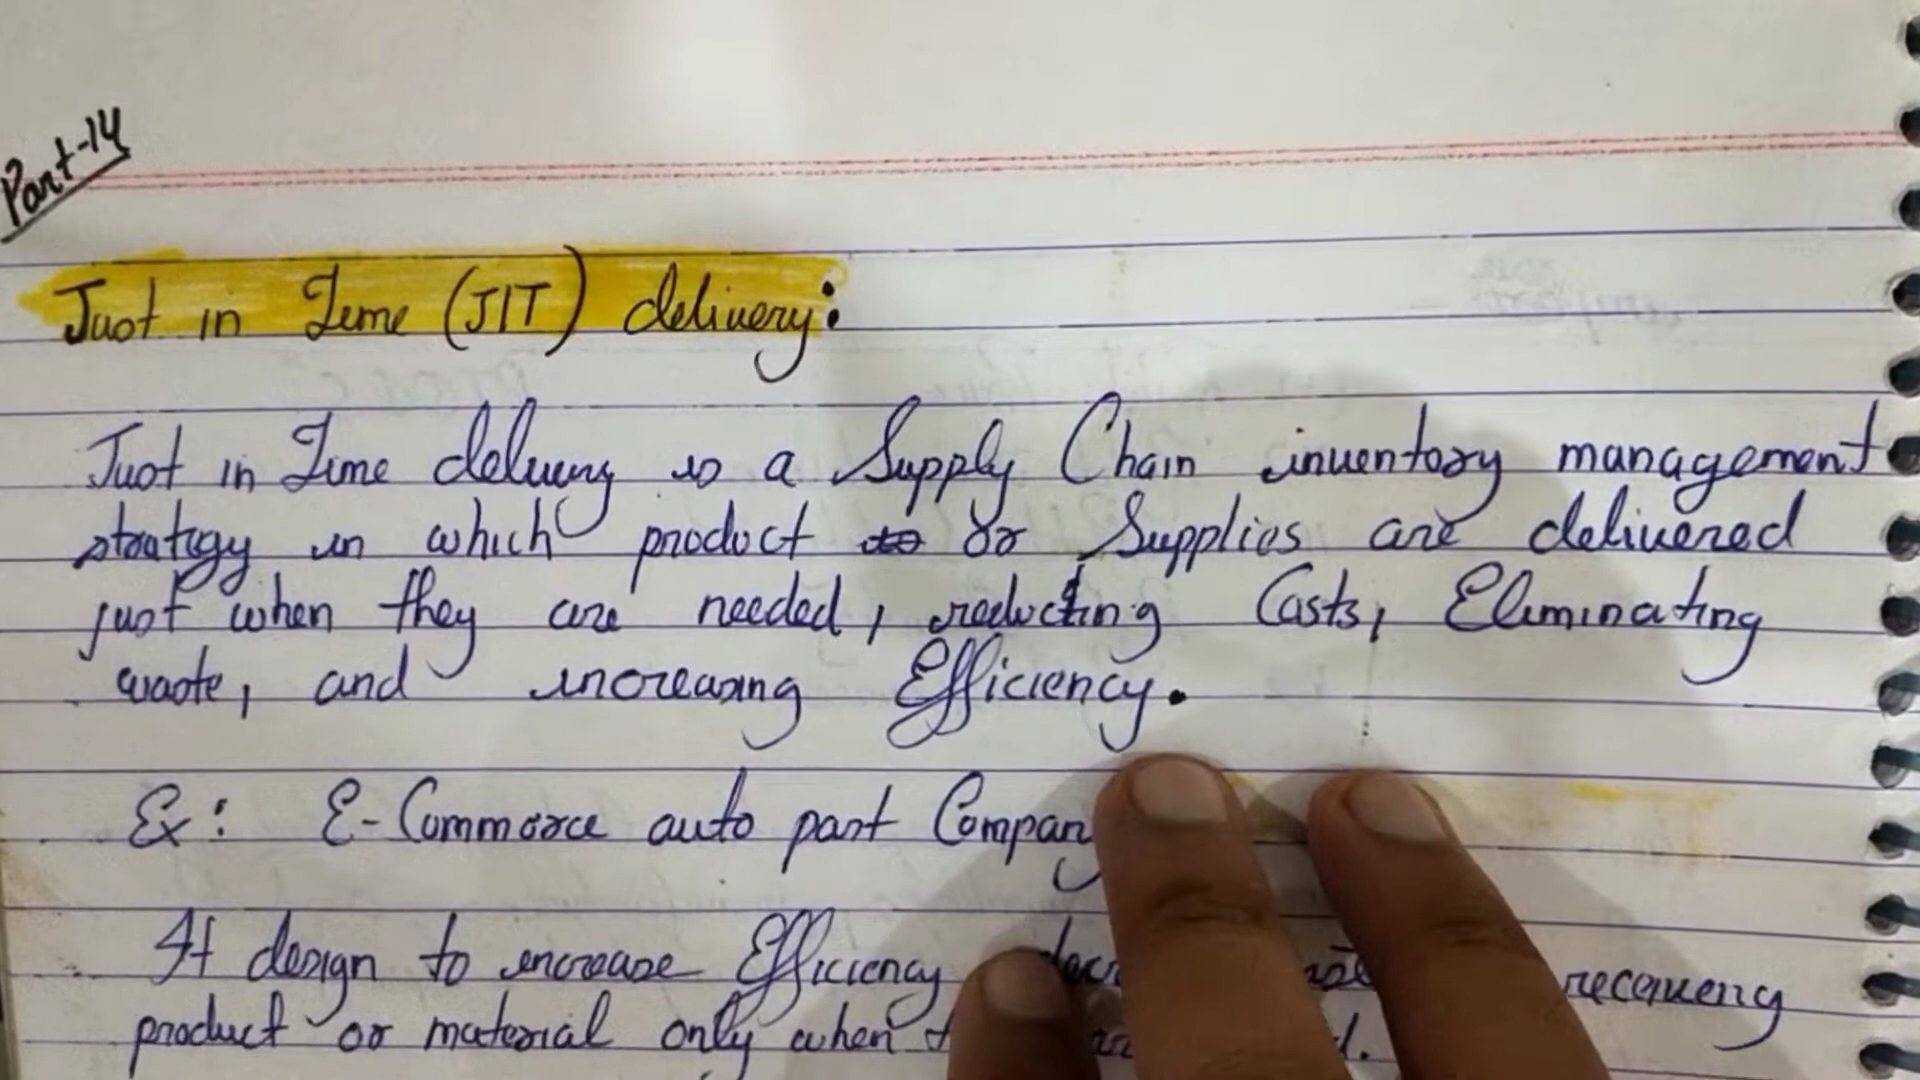 Part-14
Just in Time (JIT) delivery:
Just in Time delivery is a Supply Chain inventory management
strategy in which product or Supplies are delivered
just when they are needed, reducting Costs, Eliminating
waste, and increasing Efficiency.
Ex: E-Commerce auto part Company
It design to increase Efficiency receiveng
product or material only when